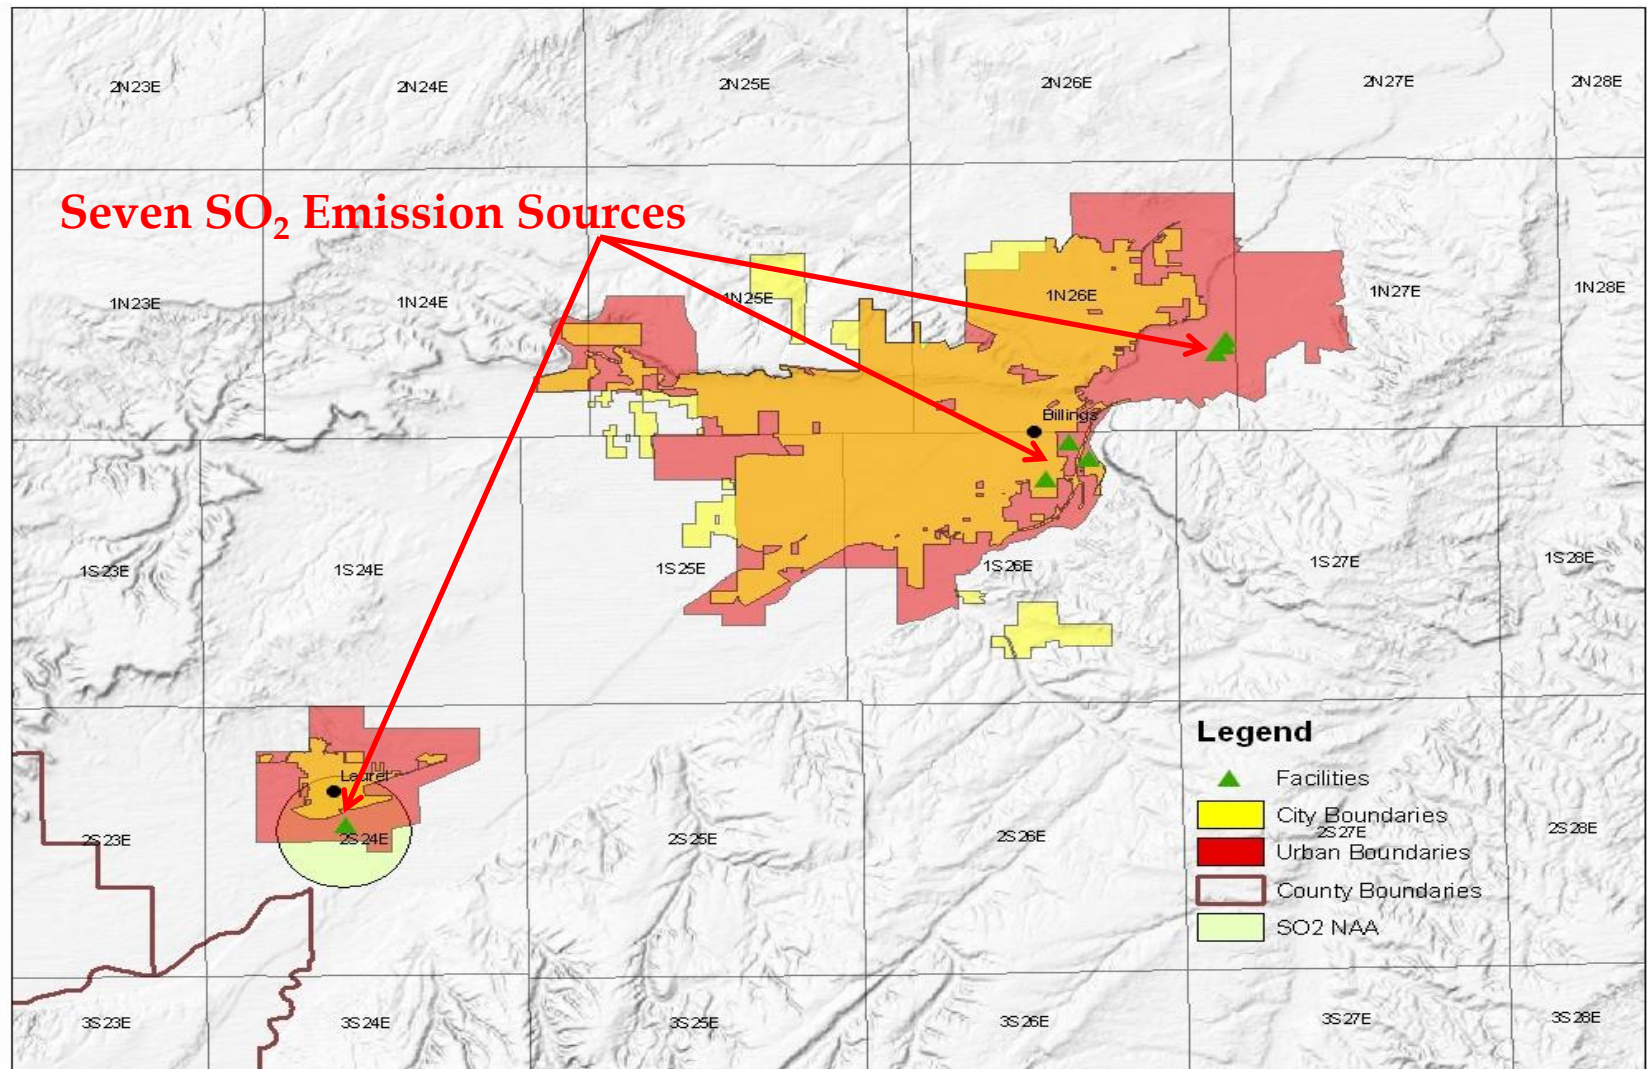 2N23E
2N24E
2N25E
2N26E
2N27E
2N28E
Seven SO₂ Emission Sources
1N23E
1N24E
1N25E
1N26E
1N27E
1N28E
Billings
1S23E
1S24E
1S25E
1S26E
1S27E
1S28E
Laurel
2S23E
2S24E
2S25E
2S26E
2S27E
2S28E
Legend
Facilities
City Boundaries
Urban Boundaries
County Boundaries
SO2 NAA
3S23E
3S24E
3S25E
3S26E
3S27E
3S28E